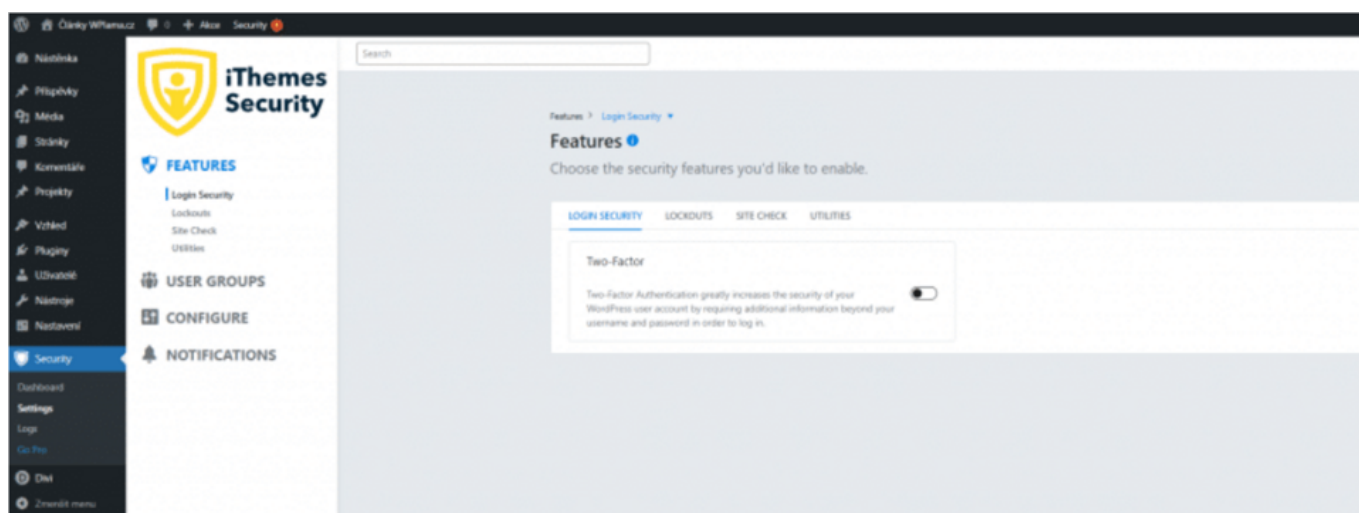 Články WPlama.cz 0 + Akce Security
Nástěnka
Příspěvky
Média
Stránky
Komentáře
Projekty
Vzhled
Pluginy
Uživatelé
Nástroje
Nastavení
Security
Dashboard
Settings
Logs
Go Pro
Divi
Zmenšit menu
iThemes
Security
FEATURES
Login Security
Lockouts
Site Check
Utilities
USER GROUPS
CONFIGURE
NOTIFICATIONS
Search
Features > Login Security
Features
Choose the security features you'd like to enable.
LOGIN SECURITY LOCKOUTS SITE CHECK UTILITIES
Two-Factor
Two-Factor Authentication greatly increases the security of your
WordPress user account by requiring additional information beyond your
username and password in order to log in.